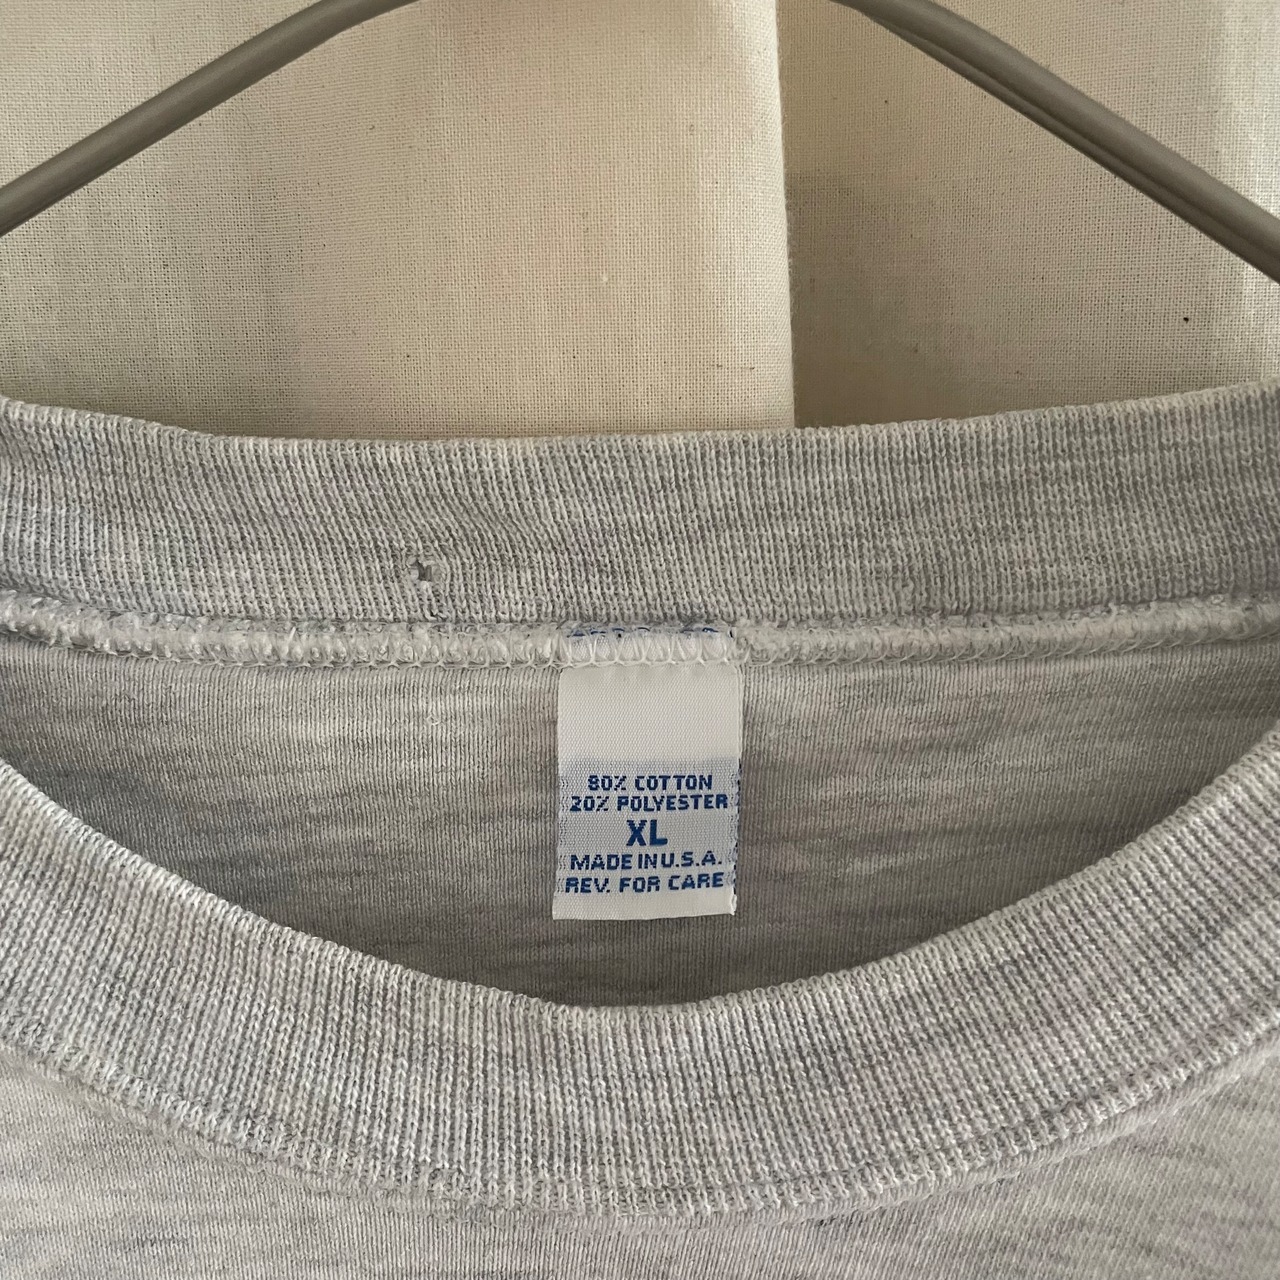 80% COTTON
20% POLYESTER
XL
MADE IN U.S.A.
REV. FOR CARE